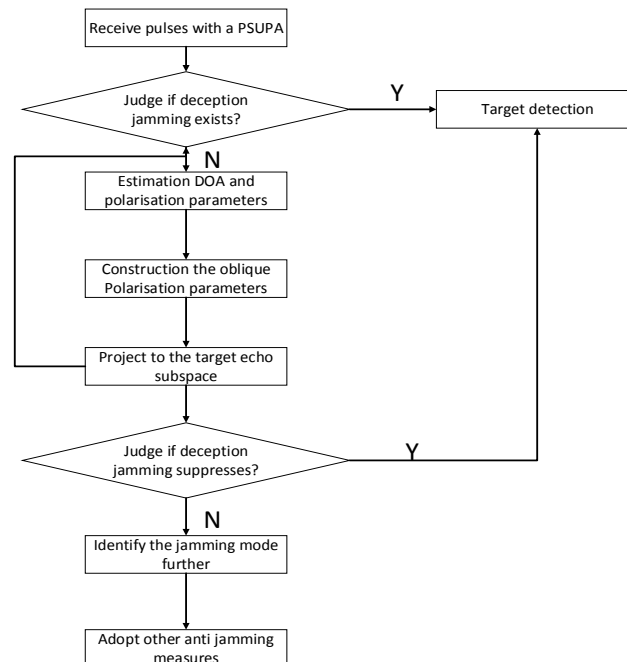 Receive pulses with a PSUPA
Judge if deception
jamming exists?
Y
Target detection
N
Estimation DOA and
polarisation parameters
Construction the oblique
Polarisation parameters
Project to the target echo
subspace
Judge if deception
jamming suppresses?
Y
N
Identify the jamming mode
further
Adopt other anti jamming
measures